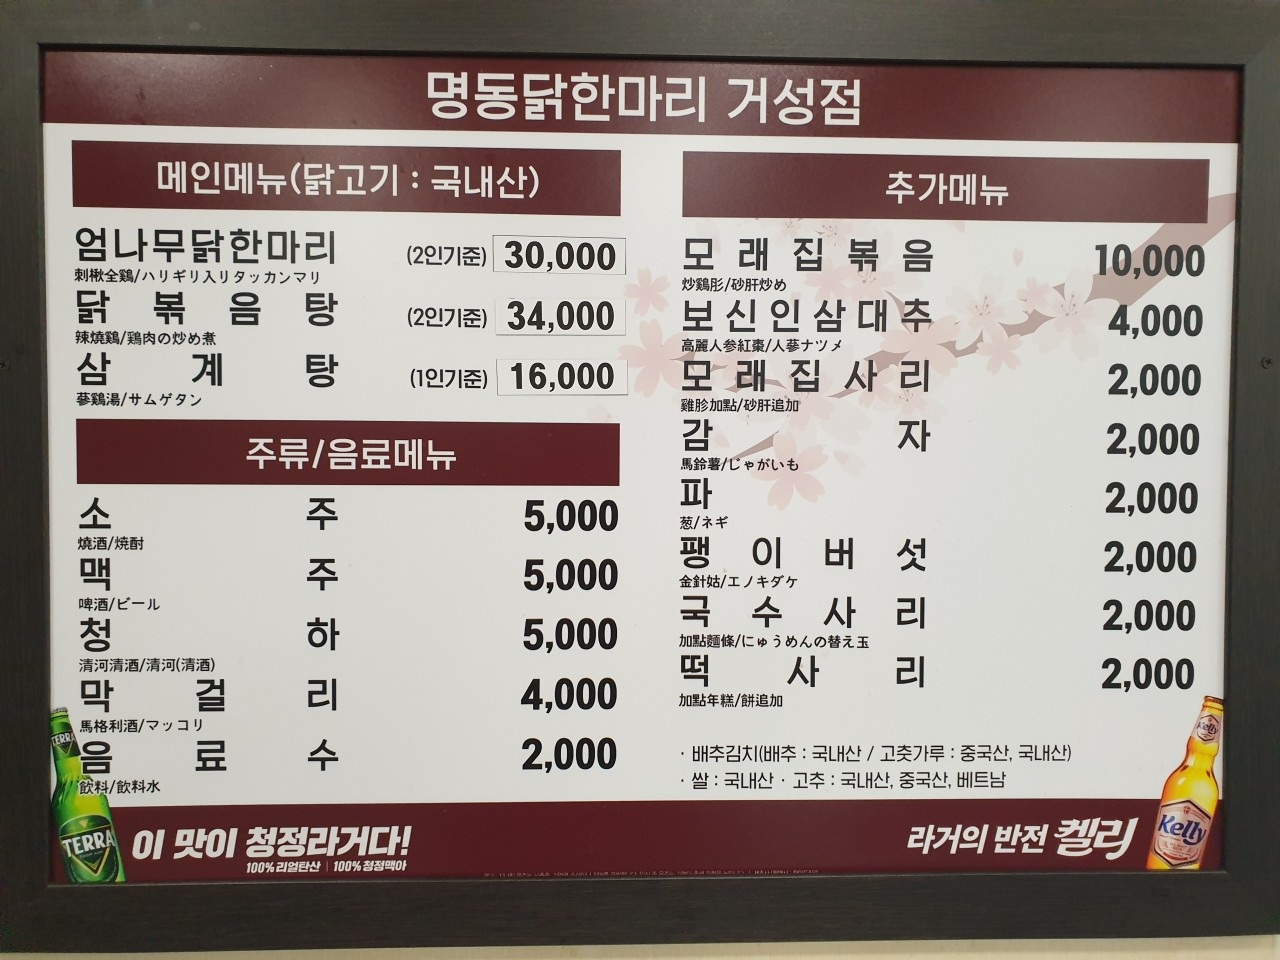 명동닭한마리 거성점
메인메뉴(닭고기 : 국내산)
엄나무닭한마리 (2인기준) 30,000
刺楸全鷄/ハリギリ入リタッカンマリ
닭볶음탕 (2인기준) 34,000
辣燒鷄/鶏肉の炒め煮
삼계탕 (1인기준) 16,000
蔘鷄湯/サムゲタン
주류/음료메뉴
소주 5,000
燒酒/焼酎
맥주 5,000
啤酒/ビール
청하 5,000
清河清酒/清河(清酒)
막걸리 4,000
馬格利酒/マッコリ
음료수 2,000
飲料/飲料水
추가메뉴
모래집볶음 10,000
炒鷄肜/砂肝炒め
보신인삼대추 4,000
高麗人参紅棗/人蔘ナツメ
모래집사리 2,000
雞胗加點/砂肝追加
감자 2,000
馬鈴薯/じゃがいも
파 2,000
葱/ネギ
팽이버섯 2,000
金針姑/エノキダケ
국수사리 2,000
加點麵條/にゅうめんの替え玉
떡사리 2,000
加點年糕/餅追加
· 배추김치(배추 : 국내산 / 고춧가루 : 중국산, 국내산)
· 쌀 : 국내산 · 고추 : 국내산, 중국산, 베트남
TERRA
TERRA
이 맛이 청정라거다!
100% 리얼탄산 | 100% 청정맥아
라거의 반전 켈리
Kelly
Kelly